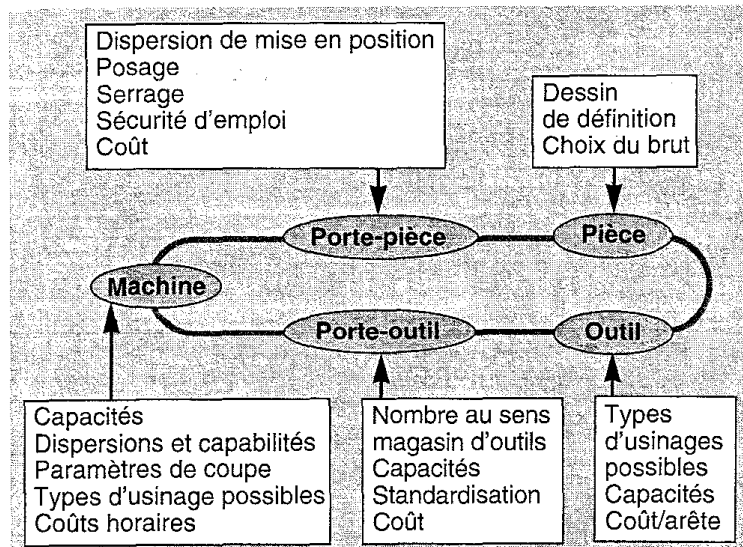 Dispersion de mise en position
Posage
Serrage
Sécurité d'emploi
Coût
Dessin
de définition
Choix du brut
Porte-pièce
Pièce
Machine
Porte-outil
Outil
Capacités
Dispersions et capabilités
Paramètres de coupe
Types d'usinage possibles
Coûts horaires
Nombre au sens
magasin d'outils
Capacités
Standardisation
Coût
Types
d'usinages
possibles
Capacités
Coût/arête